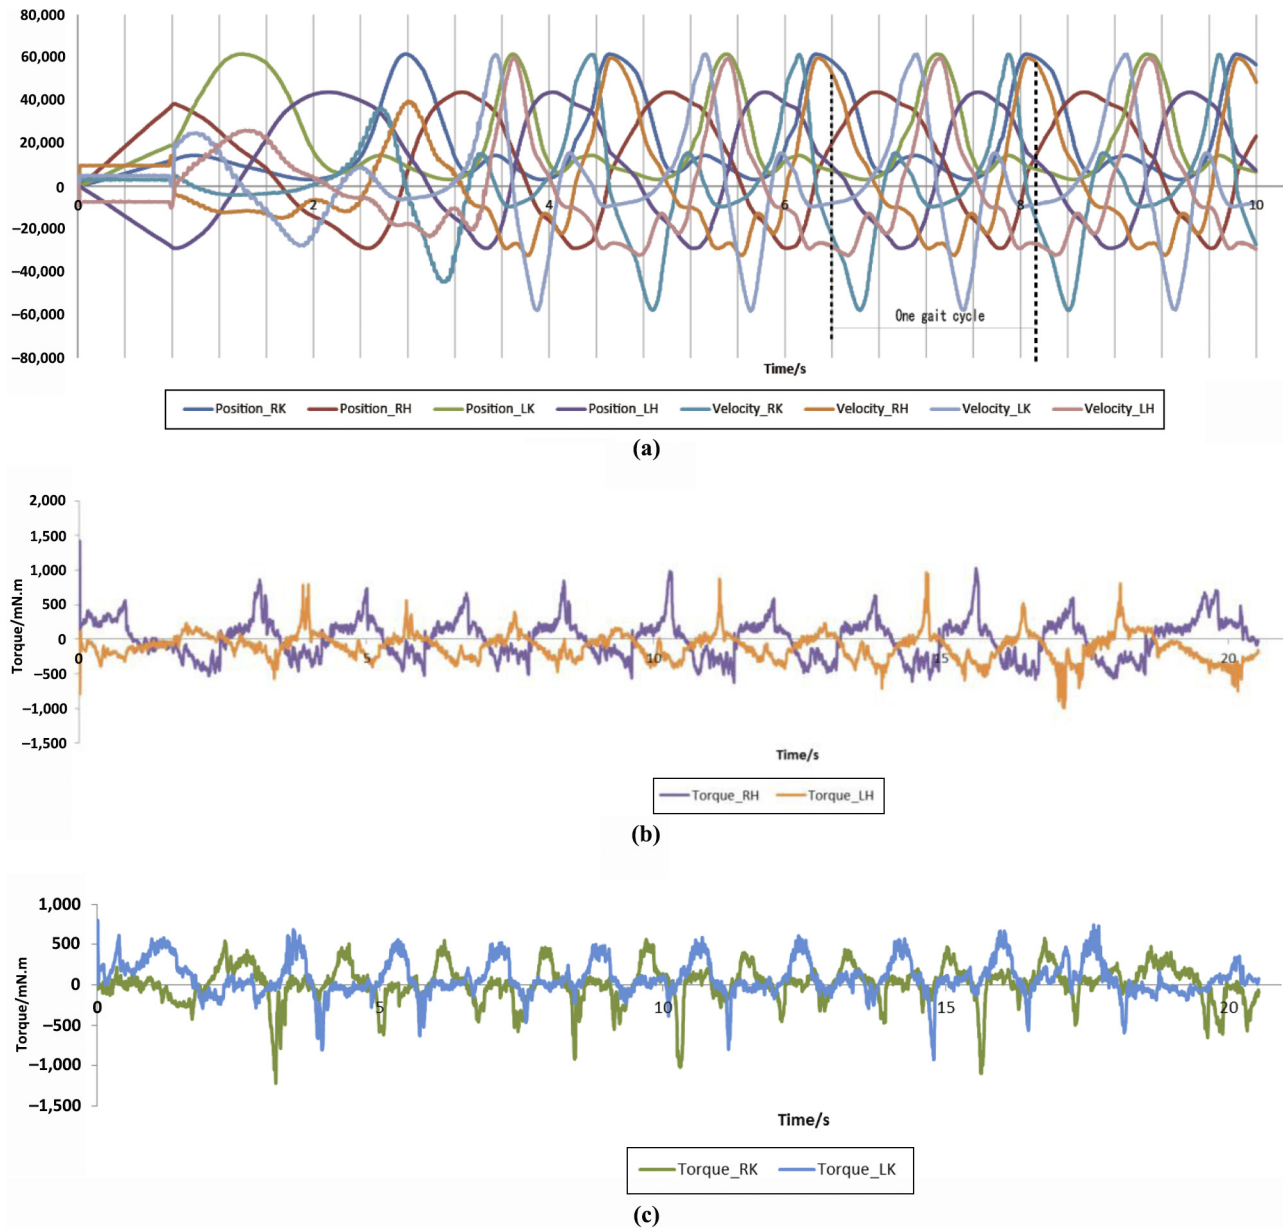 80,000
60,000
40,000
20,000
0
−20,000
−40,000
−60,000
−80,000
0 2 4 6 8 10
One gait cycle
Time/s
Position_RK Position_RH Position_LK Position_LH Velocity_RK Velocity_RH Velocity_LK Velocity_LH
(a)
2,000
1,500
1,000
500
0
−500
−1,000
−1,500
Torque/mN.m
0 5 10 15 20
Time/s
Torque_RH Torque_LH
(b)
1,000
500
0
−500
−1,000
−1,500
Torque/mN.m
0 5 10 15 20
Time/s
Torque_RK Torque_LK
(c)